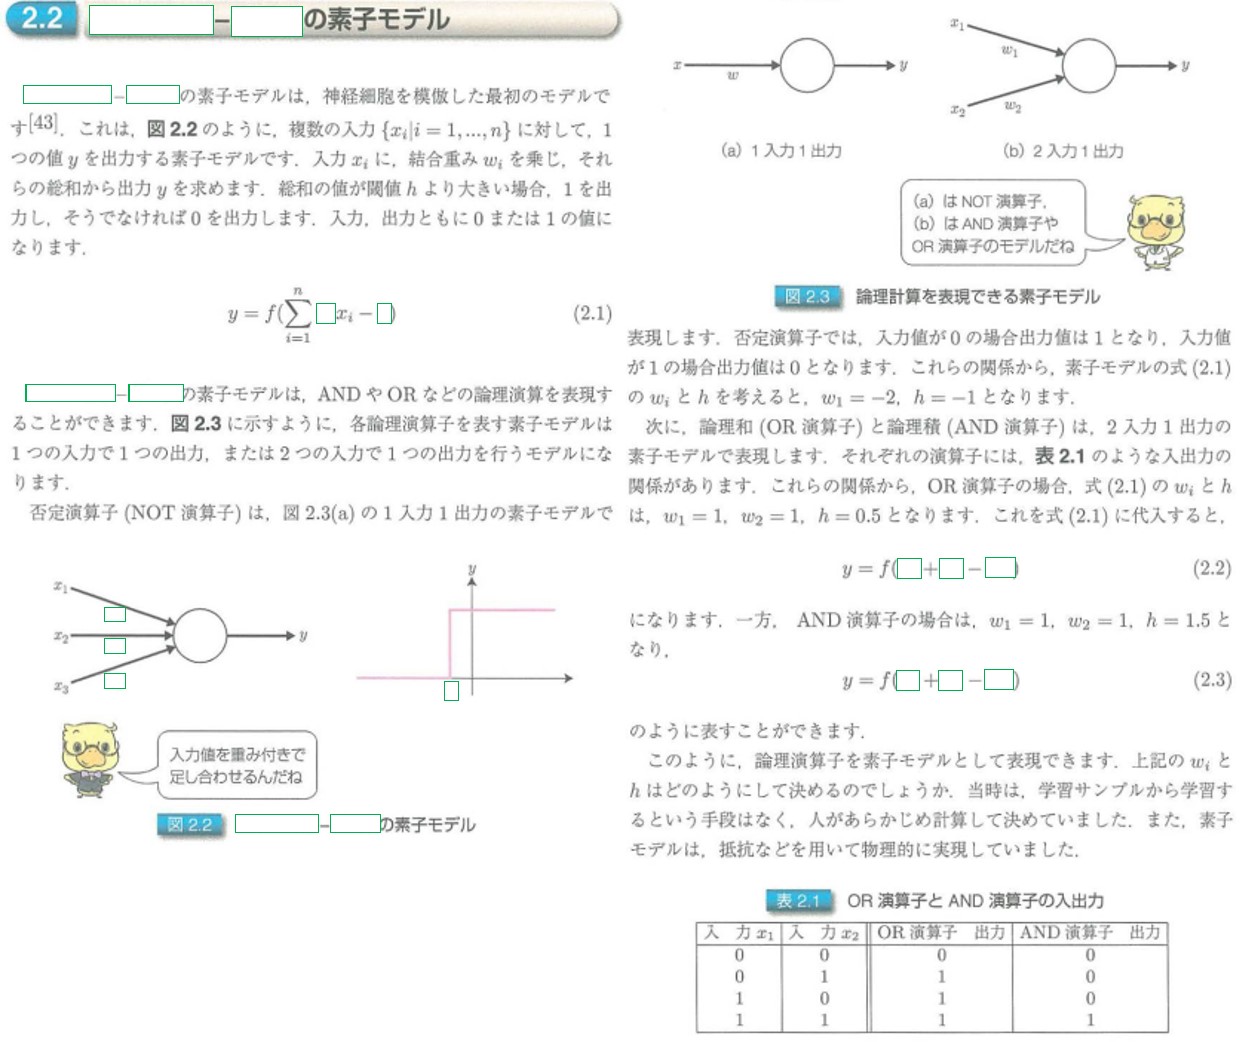 2.2 –の素子モデル
–の素子モデルは，神経細胞を模倣した最初のモデルで
す[43]．これは，図 2.2 のように，複数の入力 {xᵢ|i = 1, ..., n} に対して，1
つの値 y を出力する素子モデルです．入力 xᵢ に，結合重み wᵢ を乗じ，それ
らの総和から出力 y を求めます．総和の値が閾値 h より大きい場合，1 を出
力し，そうでなければ 0 を出力します．入力，出力ともに 0 または 1 の値に
なります．
y = f(∑ⁿᵢ₌₁ xᵢ − ) (2.1)
–の素子モデルは，AND や OR などの論理演算を表現す
ることができます．図 2.3 に示すように，各論理演算子を表す素子モデルは
1 つの入力で 1 つの出力，または 2 つの入力で 1 つの出力を行うモデルにな
ります．
否定演算子 (NOT 演算子) は，図 2.3(a) の 1 入力 1 出力の素子モデルで
x₁
x₂
x₃
y
y
入力値を重み付きで
足し合わせるんだね
図 2.2 –の素子モデル
x
w
y
x₁
w₁
x₂
w₂
y
（a）1 入力 1 出力
（b）2 入力 1 出力
（a）は NOT 演算子，
（b）は AND 演算子や
OR 演算子のモデルだね
図 2.3 論理計算を表現できる素子モデル
表現します．否定演算子では，入力値が 0 の場合出力値は 1 となり，入力値
が 1 の場合出力値は 0 となります．これらの関係から，素子モデルの式 (2.1)
の wᵢ と h を考えると，w₁ = −2，h = −1 となります．
次に，論理和 (OR 演算子) と論理積 (AND 演算子) は，2 入力 1 出力の
素子モデルで表現します．それぞれの演算子には，表 2.1 のような入出力の
関係があります．これらの関係から，OR 演算子の場合，式 (2.1) の wᵢ と h
は，w₁ = 1，w₂ = 1，h = 0.5 となります．これを式 (2.1) に代入すると，
y = f( + − ) (2.2)
になります．一方， AND 演算子の場合は，w₁ = 1，w₂ = 1，h = 1.5 と
なり，
y = f( + − ) (2.3)
のように表すことができます．
このように，論理演算子を素子モデルとして表現できます．上記の wᵢ と
h はどのようにして決めるのでしょうか．当時は，学習サンプルから学習す
るという手段はなく，人があらかじめ計算して決めていました．また，素子
モデルは，抵抗などを用いて物理的に実現していました．
表 2.1 OR 演算子と AND 演算子の入出力
入 力 x₁ 入 力 x₂ OR 演算子 出力 AND 演算子 出力
0 0 0 0
0 1 1 0
1 0 1 0
1 1 1 1